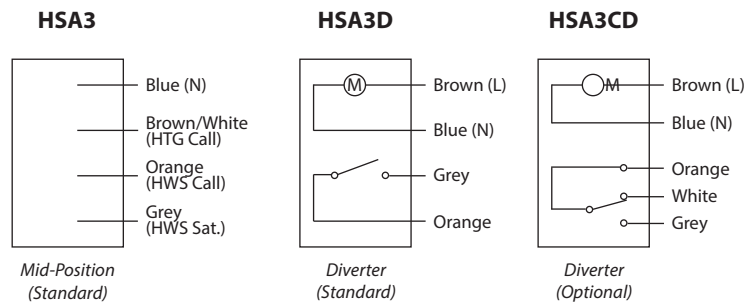 HSA3
Blue (N)
Brown/White
(HTG Call)
Orange
(HWS Call)
Grey
(HWS Sat.)
Mid-Position
(Standard)
HSA3D
M
Brown (L)
Blue (N)
Grey
Orange
Diverter
(Standard)
HSA3CD
M
Brown (L)
Blue (N)
Orange
White
Grey
Diverter
(Optional)